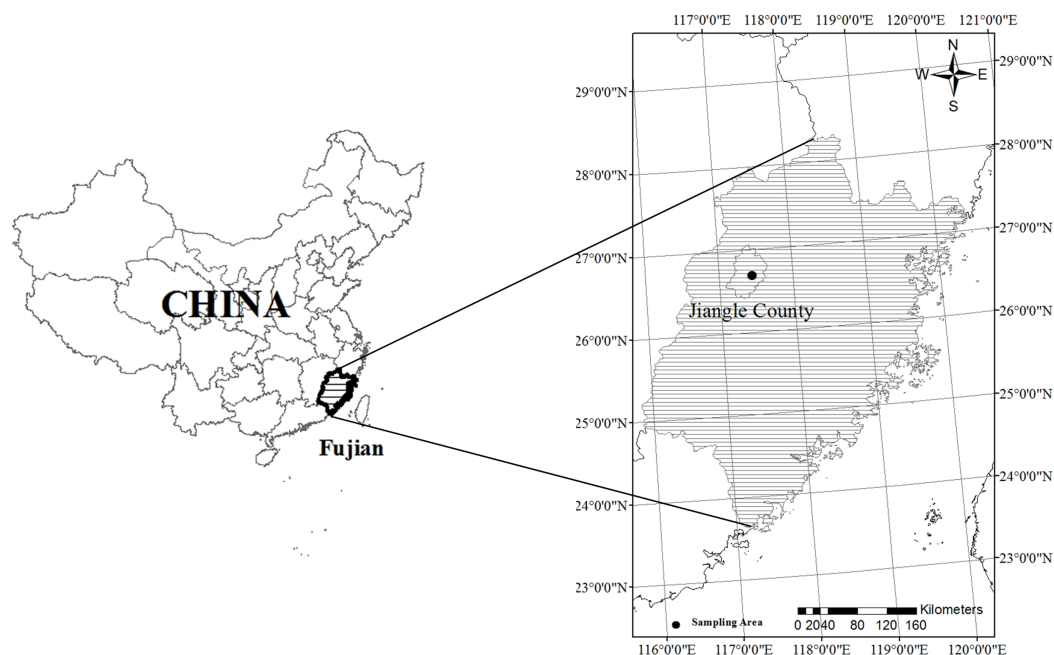 117°0'0"E 118°0'0"E 119°0'0"E 120°0'0"E 121°0'0"E
N
W E
S
29°0'0"N
29°0'0"N
28°0'0"N
28°0'0"N
27°0'0"N
27°0'0"N
26°0'0"N
26°0'0"N
25°0'0"N
25°0'0"N
24°0'0"N
24°0'0"N
23°0'0"N
23°0'0"N
CHINA
Fujian
Jiangle County
Kilometers
0 20 40 80 120 160
Sampling Area
116°0'0"E 117°0'0"E 118°0'0"E 119°0'0"E 120°0'0"E